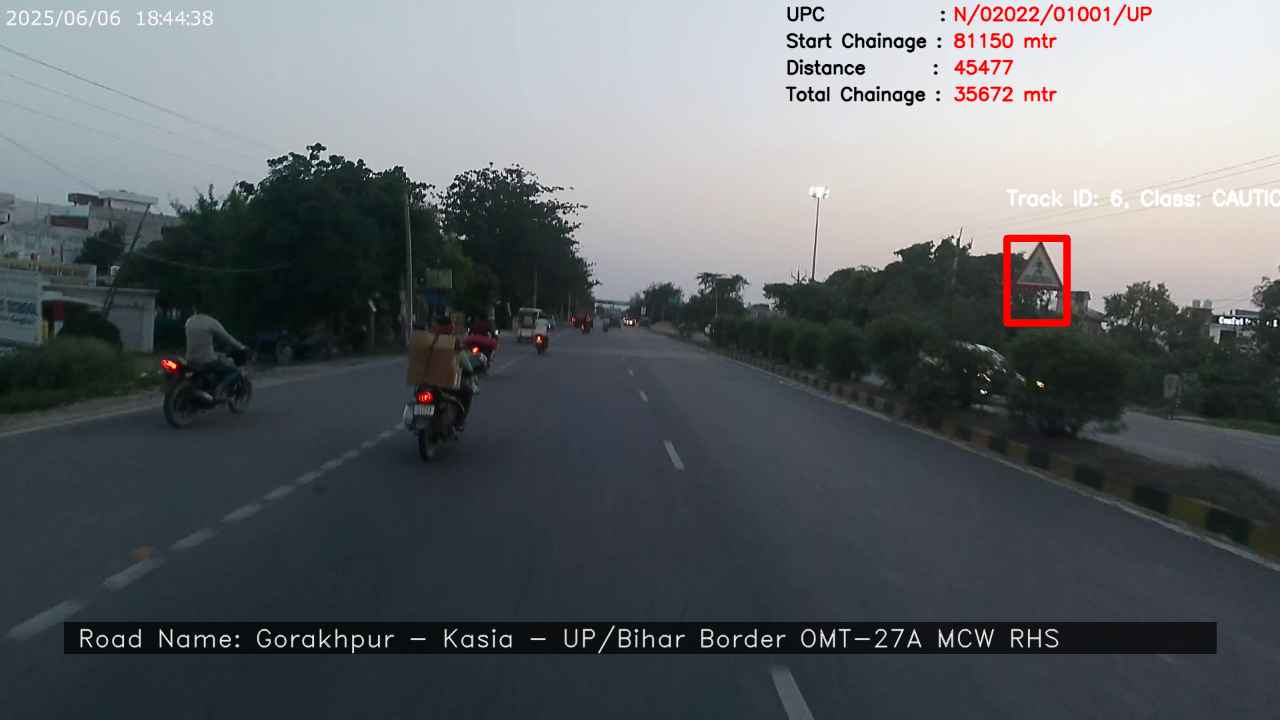 2025/06/06 18:44:38
UPC : N/02022/01001/UP
Start Chainage : 81150 mtr
Distance : 45477
Total Chainage : 35672 mtr
Track ID: 6, Class: CAUTIO
Road Name: Gorakhpur - Kasia - UP/Bihar Border OMT-27A MCW RHS